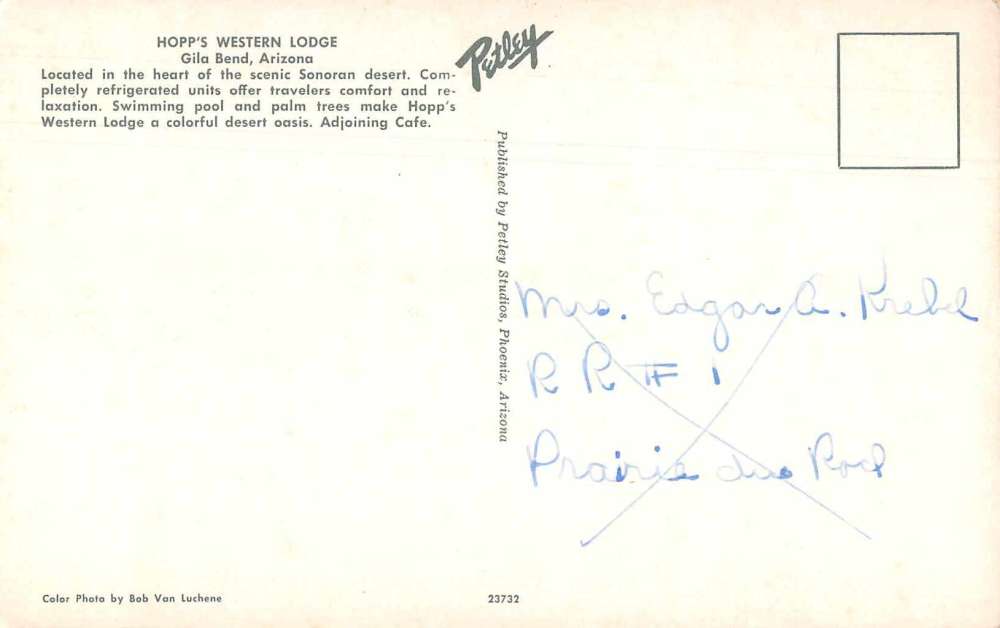 HOPP'S WESTERN LODGE
Gila Bend, Arizona
Located in the heart of the scenic Sonoran desert. Com-
pletely refrigerated units offer travelers comfort and re-
laxation. Swimming pool and palm trees make Hopp's
Western Lodge a colorful desert oasis. Adjoining Cafe.
Petley
Published by Petley Studios, Phoenix, Arizona
Mrs. Edgar A.
R R # 1
Prairie du
Color Photo by Bob Van Luchene
23732